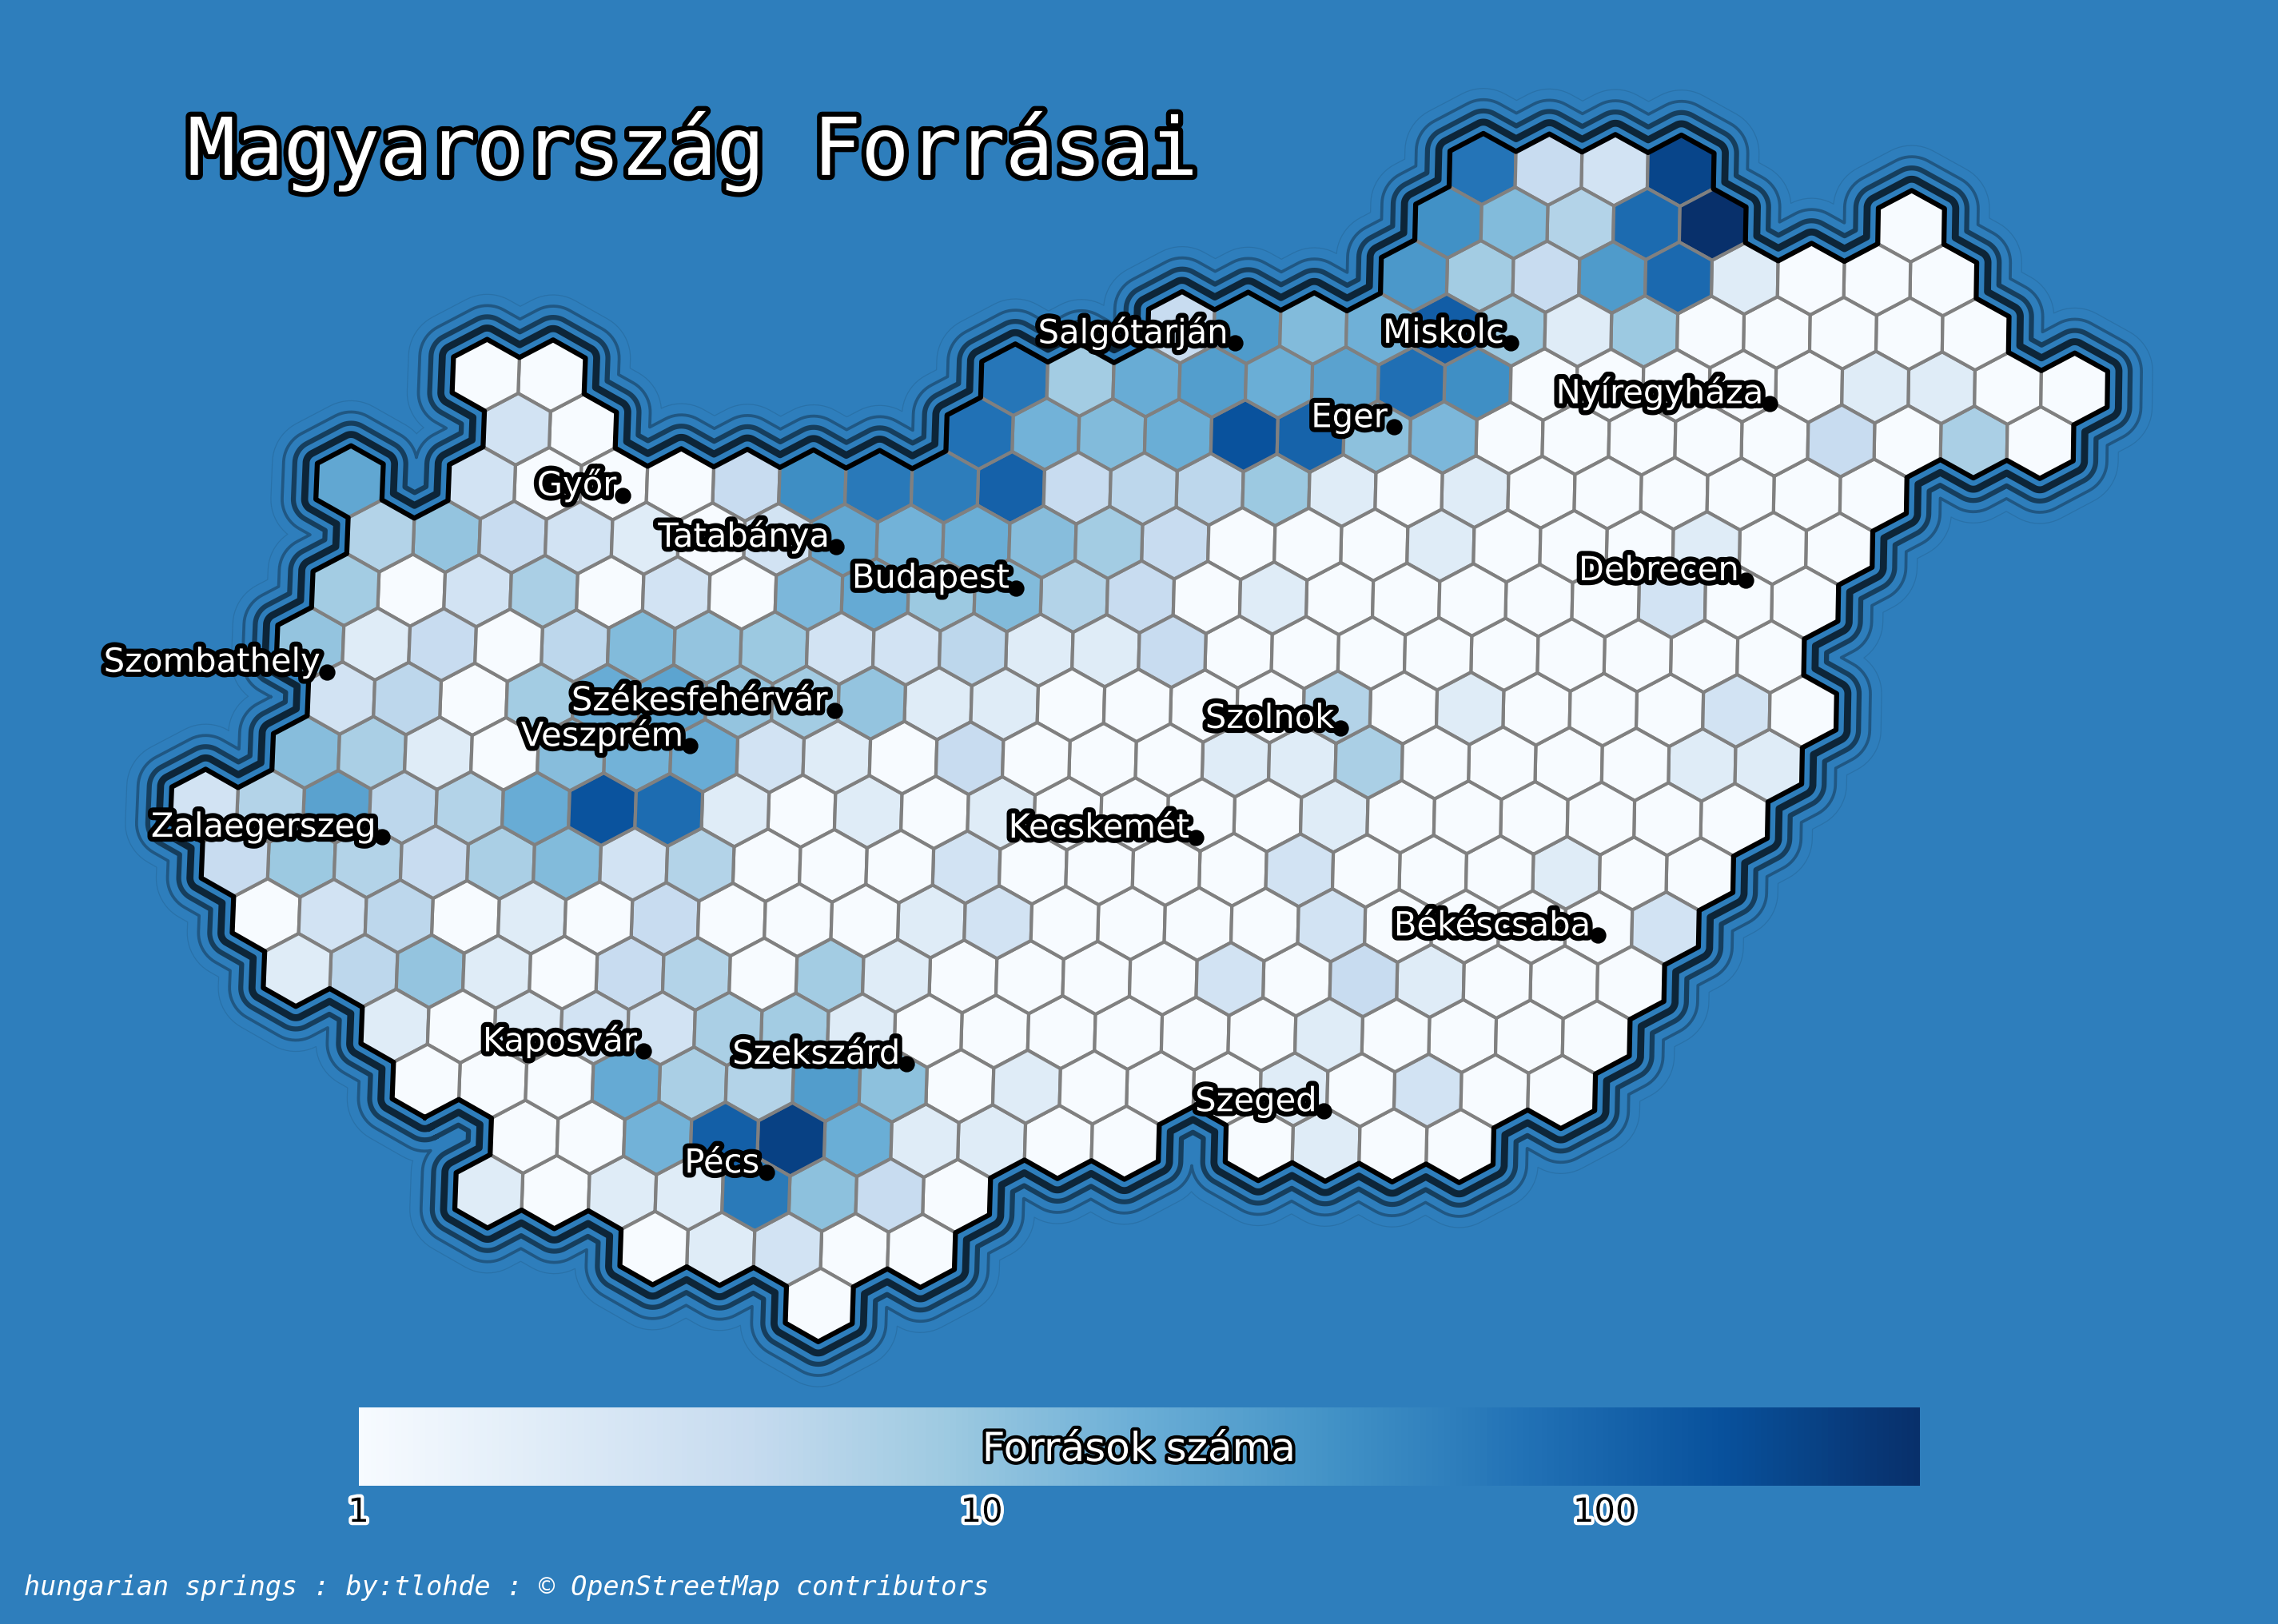 Magyarország Forrásai
Salgótarján
Miskolc
Nyíregyháza
Eger
Győr
Tatabánya
Budapest
Debrecen
Szombathely
Székesfehérvár
Veszprém
Szolnok
Zalaegerszeg
Kecskemét
Békéscsaba
Kaposvár
Szekszárd
Szeged
Pécs
Források száma
1 10 100
hungarian springs : by:tlohde : © OpenStreetMap contributors